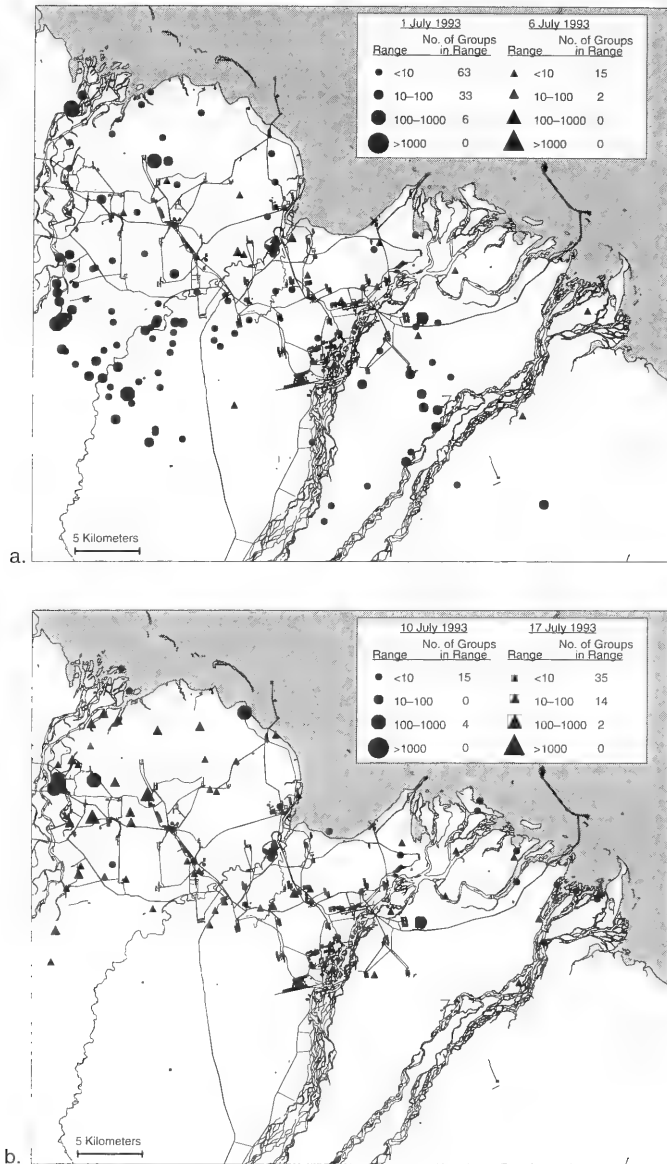 1 July 1993 6 July 1993
No. of Groups No. of Groups
Range in Range Range in Range
<10 63 <10 15
10–100 33 10–100 2
100–1000 6 100–1000 0
>1000 0 >1000 0
5 Kilometers
a.
10 July 1993 17 July 1993
No. of Groups No. of Groups
Range in Range Range in Range
<10 15 <10 35
10–100 0 10–100 14
100–1000 4 100–1000 2
>1000 0 >1000 0
5 Kilometers
b.